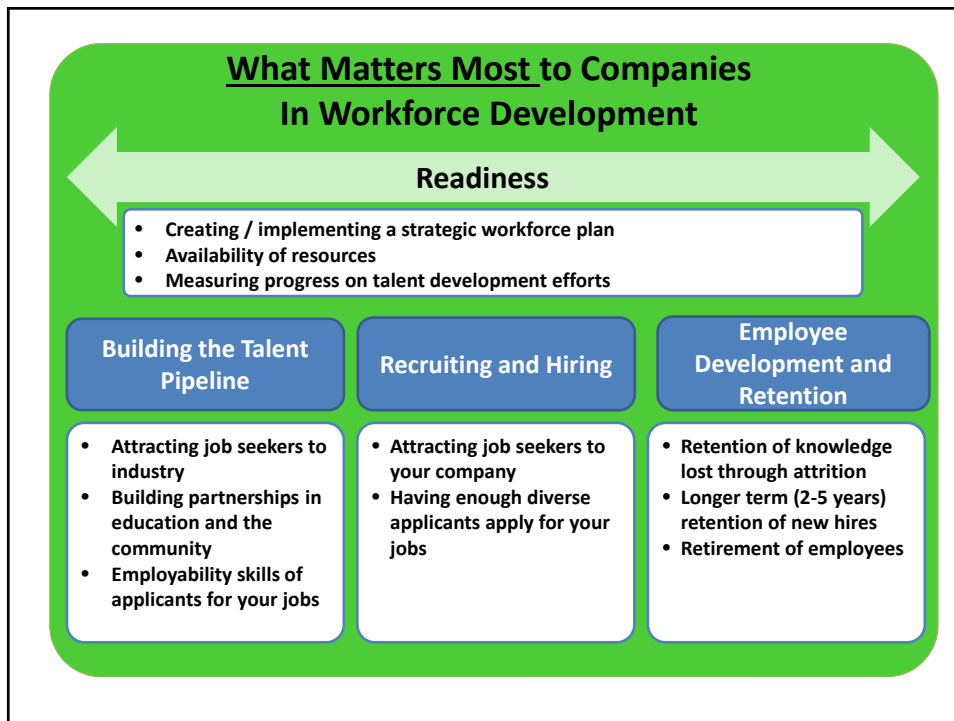 What Matters Most to Companies
In Workforce Development
Readiness
• Creating / implementing a strategic workforce plan
• Availability of resources
• Measuring progress on talent development efforts
Building the Talent
Pipeline
• Attracting job seekers to
industry
• Building partnerships in
education and the
community
• Employability skills of
applicants for your jobs
Recruiting and Hiring
• Attracting job seekers to
your company
• Having enough diverse
applicants apply for your
jobs
Employee
Development and
Retention
• Retention of knowledge
lost through attrition
• Longer term (2-5 years)
retention of new hires
• Retirement of employees